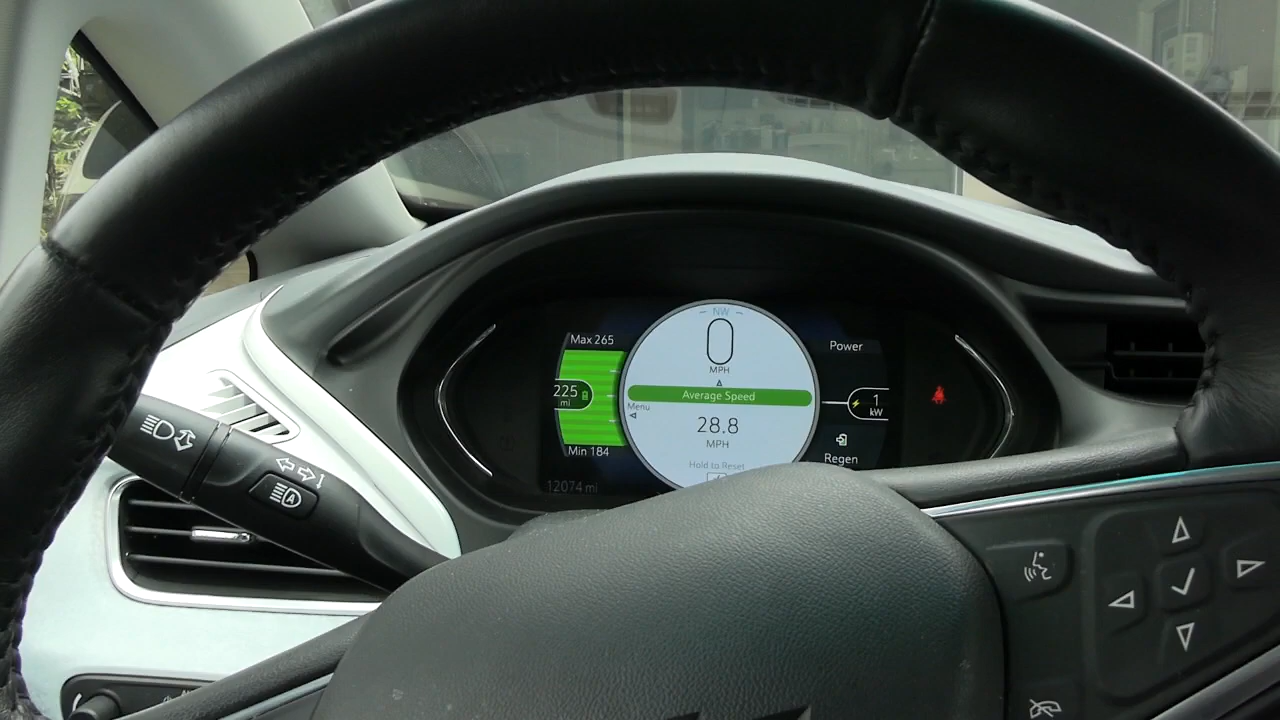 NW
0
MPH
Max 265
Power
225
mi
Average Speed
Menu
1
kW
28.8
MPH
Min 184
Regen
Hold to Reset
12074 mi
A